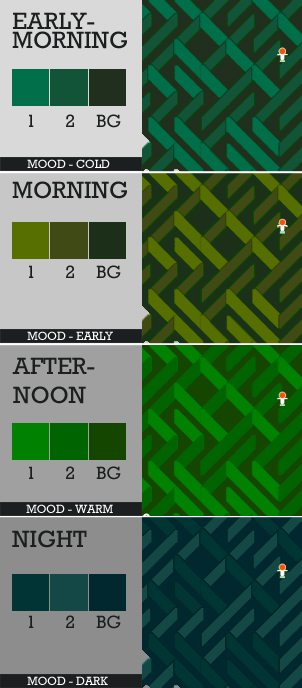 EARLY-
MORNING
1 2 BG
MOOD - COLD
MORNING
1 2 BG
MOOD - EARLY
AFTER-
NOON
1 2 BG
MOOD - WARM
NIGHT
1 2 BG
MOOD - DARK